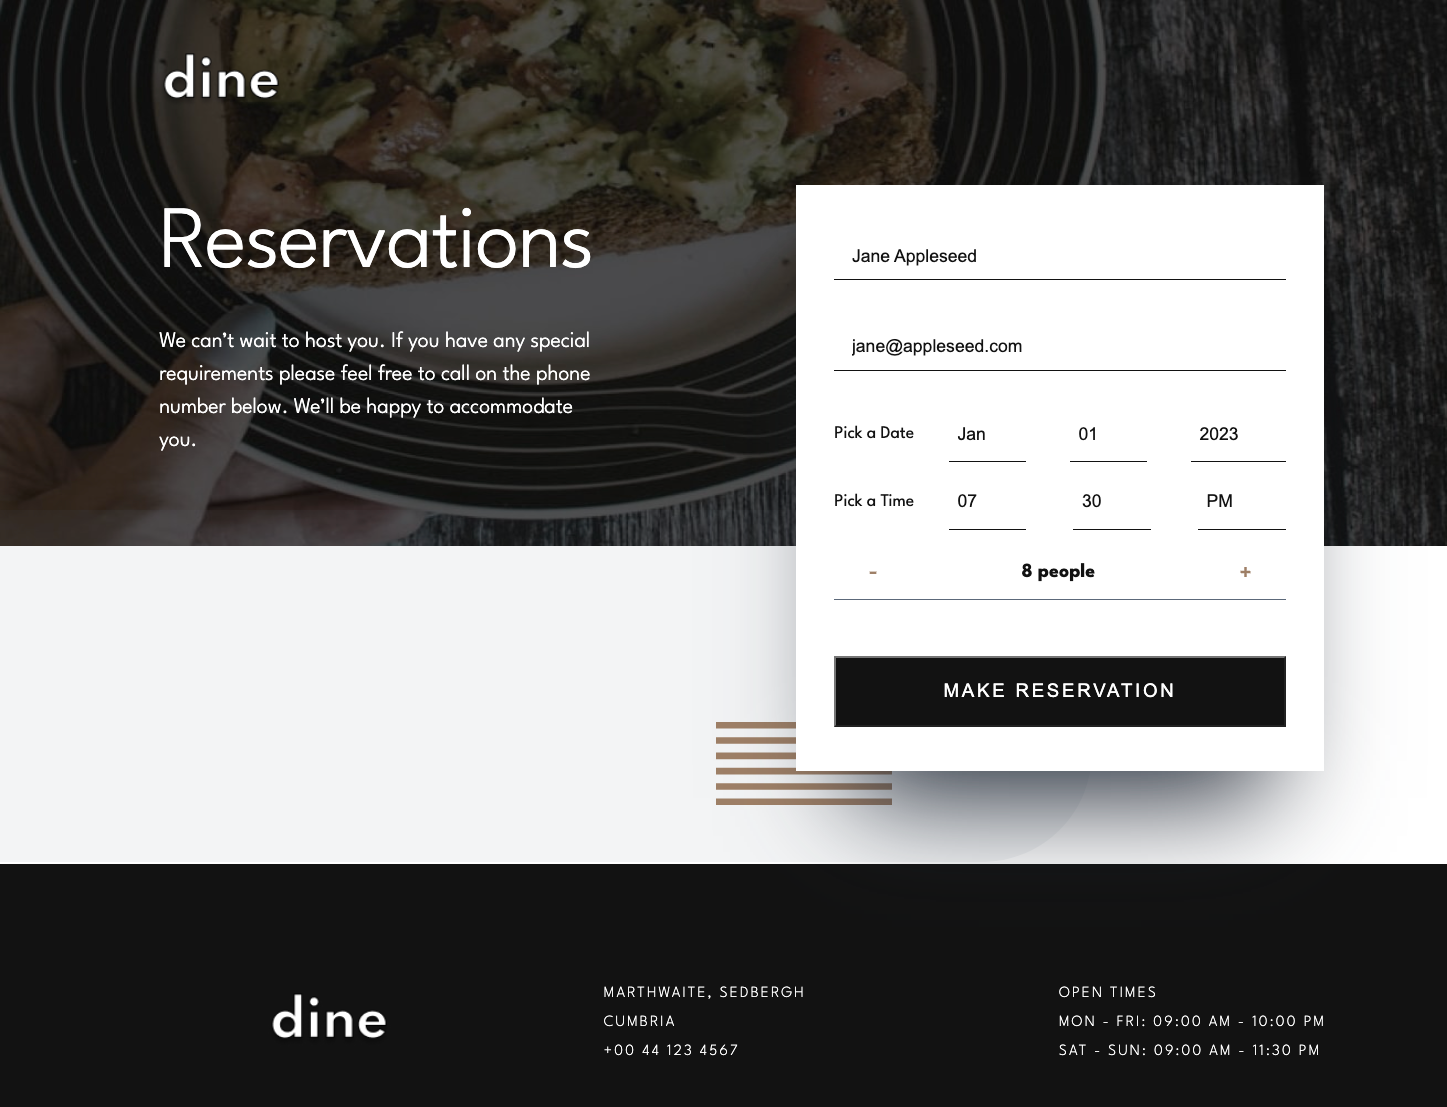 dine
Reservations
We can’t wait to host you. If you have any special
requirements please feel free to call on the phone
number below. We’ll be happy to accommodate
you.
Jane Appleseed
jane@appleseed.com
Pick a Date Jan 01 2023
Pick a Time 07 30 PM
- 8 people +
MAKE RESERVATION
dine
MARTHWAITE, SEDBERGH
CUMBRIA
+00 44 123 4567
OPEN TIMES
MON - FRI: 09:00 AM - 10:00 PM
SAT - SUN: 09:00 AM - 11:30 PM